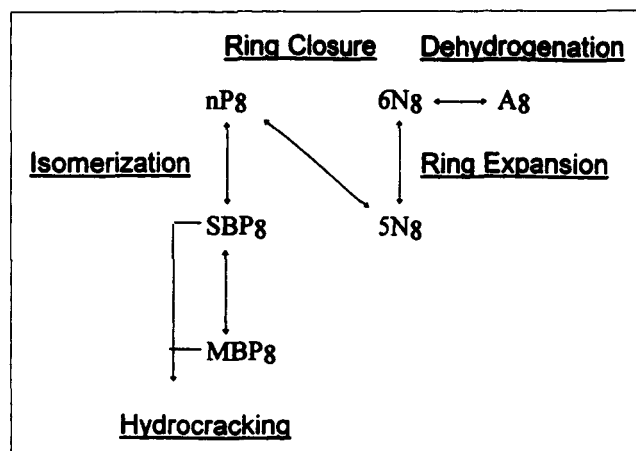 Ring Closure Dehydrogenation
nP8 6N8 A8
Isomerization Ring Expansion
SBP8 5N8
MBP8
Hydrocracking